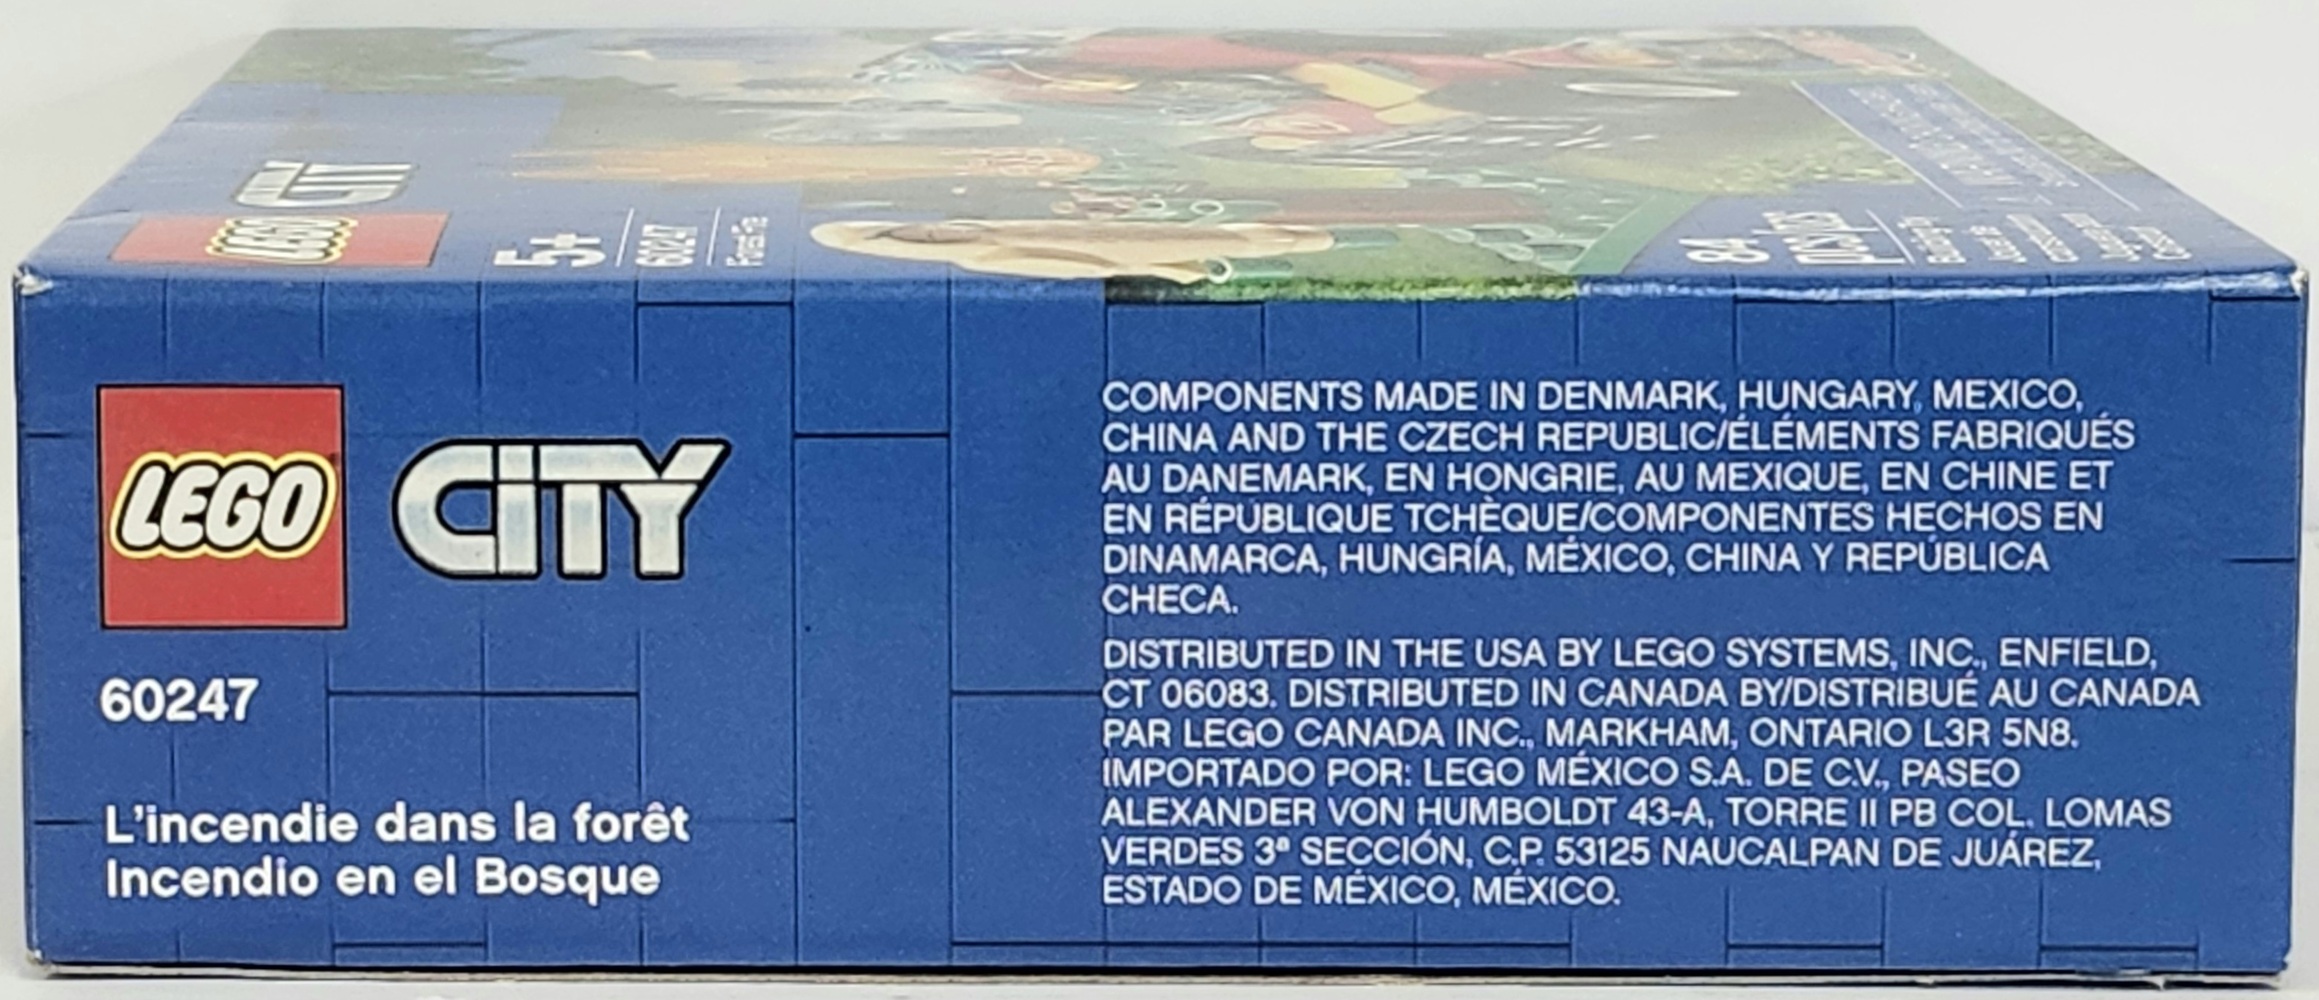 CITY
LEGO
5+
60247
Forest Fire
84
pcs/pzs
LEGO
CITY
60247
L'incendie dans la forêt
Incendio en el Bosque
COMPONENTS MADE IN DENMARK, HUNGARY, MEXICO,
CHINA AND THE CZECH REPUBLIC/ÉLÉMENTS FABRIQUÉS
AU DANEMARK, EN HONGRIE, AU MEXIQUE, EN CHINE ET
EN RÉPUBLIQUE TCHÈQUE/COMPONENTES HECHOS EN
DINAMARCA, HUNGRÍA, MÉXICO, CHINA Y REPÚBLICA
CHECA.
DISTRIBUTED IN THE USA BY LEGO SYSTEMS, INC., ENFIELD,
CT 06083. DISTRIBUTED IN CANADA BY/DISTRIBUÉ AU CANADA
PAR LEGO CANADA INC., MARKHAM, ONTARIO L3R 5N8.
IMPORTADO POR: LEGO MÉXICO S.A. DE C.V., PASEO
ALEXANDER VON HUMBOLDT 43-A, TORRE II PB COL. LOMAS
VERDES 3ª SECCIÓN, C.P. 53125 NAUCALPAN DE JUÁREZ,
ESTADO DE MÉXICO, MÉXICO.